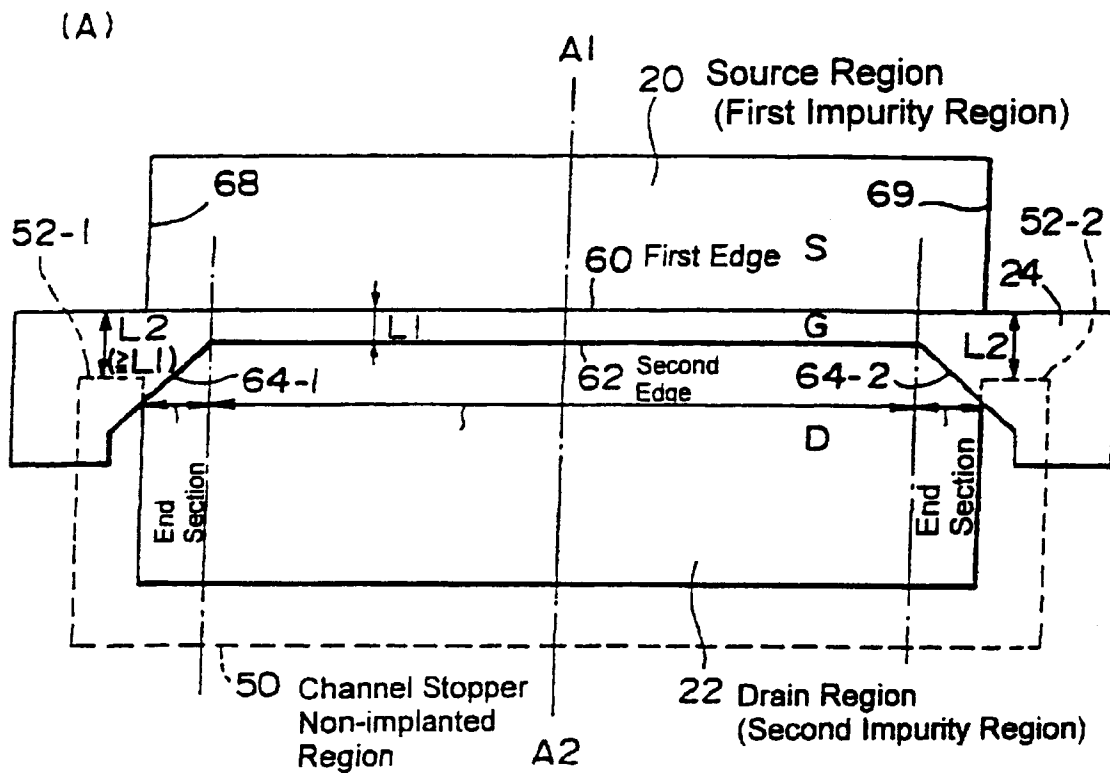 (A)
A1
20 Source Region
(First Impurity Region)
68
69
52-1
52-2
60 First Edge S
24
L2
(≧L1)
L1
G
L2
64-1
62 Second
Edge
64-2
D
End
Section
End
Section
50 Channel Stopper
Non-implanted
Region
A2
22 Drain Region
(Second Impurity Region)